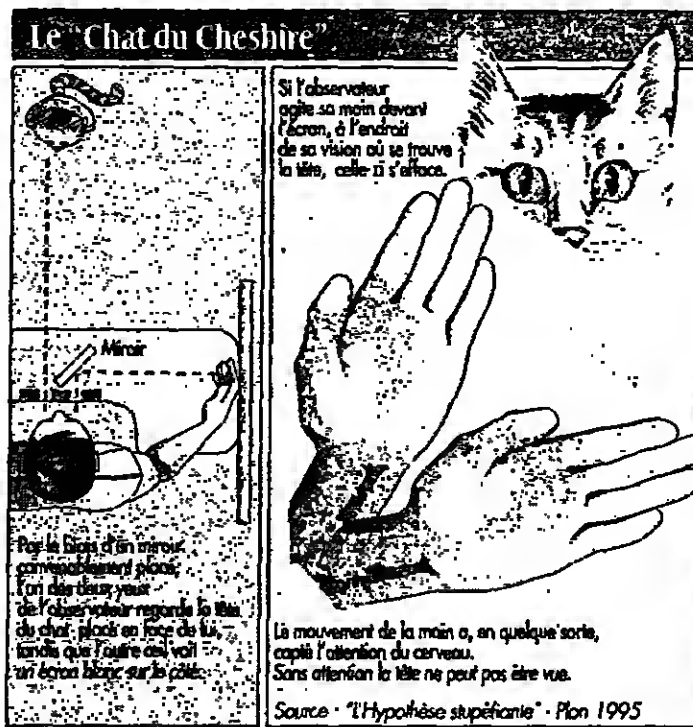 Le "Chat du Cheshire".
Si l'observateur
agite sa main devant
l'écran, à l'endroit
de sa vision où se trouve
la tête, celle-ci s'efface.
Miroir
Par le biais d'un miroir
convenablement placé,
l'un des deux yeux
de l'observateur regarde la tête
du chat placé en face de lui,
tandis que l'autre œil voit
un écran blanc sur le côté.
Le mouvement de la main a, en quelque sorte,
capté l'attention du cerveau.
Sans attention la tête ne peut pas être vue.
Source - "L'Hypothèse stupéfiante" - Plon 1995